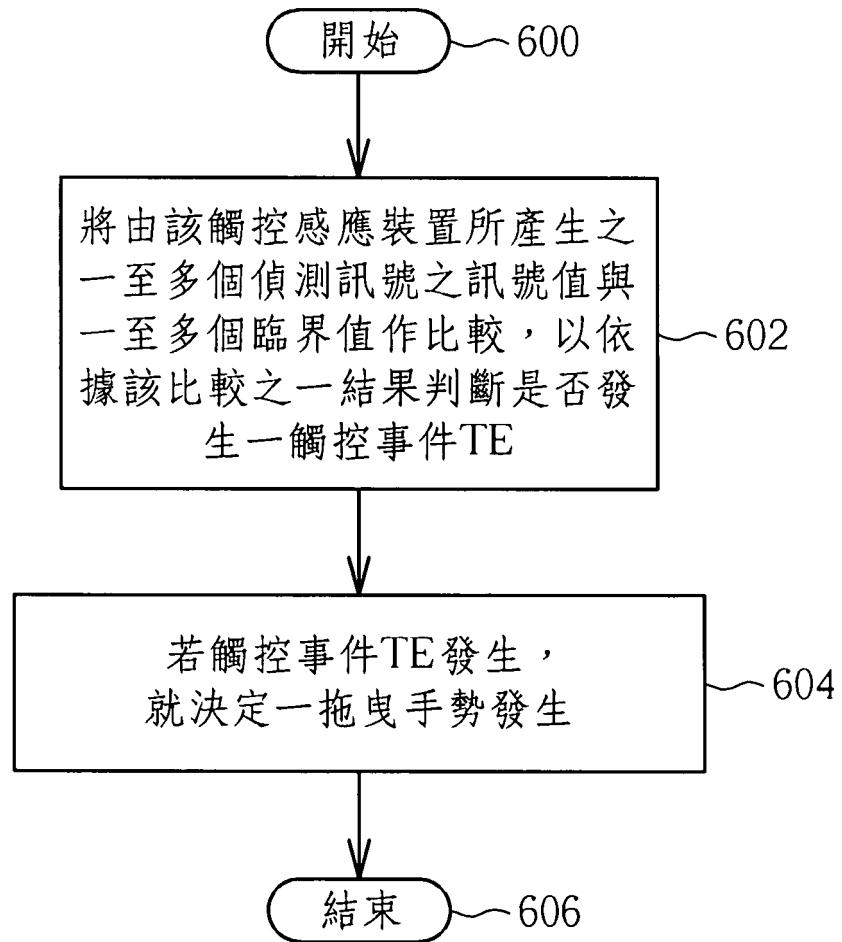 開始
600
將由該觸控感應裝置所產生之
一至多個偵測訊號之訊號值與
一至多個臨界值作比較，以依
據該比較之一結果判斷是否發
生一觸控事件TE
602
若觸控事件TE發生，
就決定一拖曳手勢發生
604
結束
606